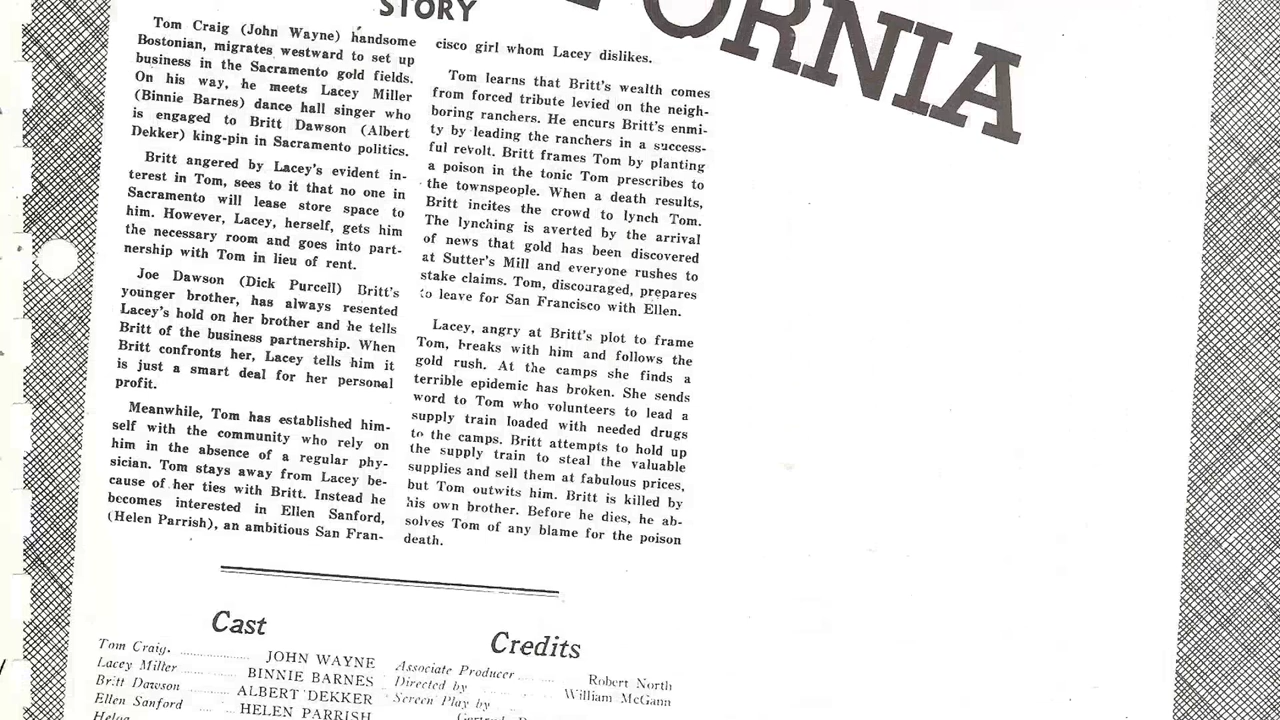 STORY
ORNIA
Tom Craig (John Wayne) handsome
Bostonian, migrates westward to set up
business in the Sacramento gold fields.
On his way, he meets Lacey Miller
(Binnie Barnes) dance hall singer who
is engaged to Britt Dawson (Albert
Dekker) king-pin in Sacramento politics.
Britt angered by Lacey's evident in-
terest in Tom, sees to it that no one in
Sacramento will lease store space to
him. However, Lacey, herself, gets him
the necessary room and goes into part-
nership with Tom in lieu of rent.
Joe Dawson (Dick Purcell) Britt's
younger brother, has always resented
Lacey's hold on her brother and he tells
Britt of the business partnership. When
Britt confronts her, Lacey tells him it
is just a smart deal for her personal
profit.
Meanwhile, Tom has established him-
self with the community who rely on
him in the absence of a regular phy-
sician. Tom stays away from Lacey be-
cause of her ties with Britt. Instead he
becomes interested in Ellen Sanford,
(Helen Parrish), an ambitious San Fran-
cisco girl whom Lacey dislikes.
Tom learns that Britt's wealth comes
from forced tribute levied on the neigh-
boring ranchers. He encurs Britt's enmi-
ty by leading the ranchers in a success-
ful revolt. Britt frames Tom by planting
a poison in the tonic Tom prescribes to
the townspeople. When a death results,
Britt incites the crowd to lynch Tom.
The lynching is averted by the arrival
of news that gold has been discovered
at Sutter's Mill and everyone rushes to
stake claims. Tom, discouraged, prepares
to leave for San Francisco with Ellen.
Lacey, angry at Britt's plot to frame
Tom, breaks with him and follows the
gold rush. At the camps she finds a
terrible epidemic has broken. She sends
word to Tom who volunteers to lead a
supply train loaded with needed drugs
to the camps. Britt attempts to hold up
the supply train to steal the valuable
supplies and sell them at fabulous prices,
but Tom outwits him. Britt is killed by
his own brother. Before he dies, he ab-
solves Tom of any blame for the poison
death.
Cast
Tom Craig. JOHN WAYNE
Lacey Miller BINNIE BARNES
Britt Dawson ALBERT DEKKER
Ellen Sanford HELEN PARRISH
Helga
Credits
Associate Producer Robert North
Directed by William McGann
Screen Play by